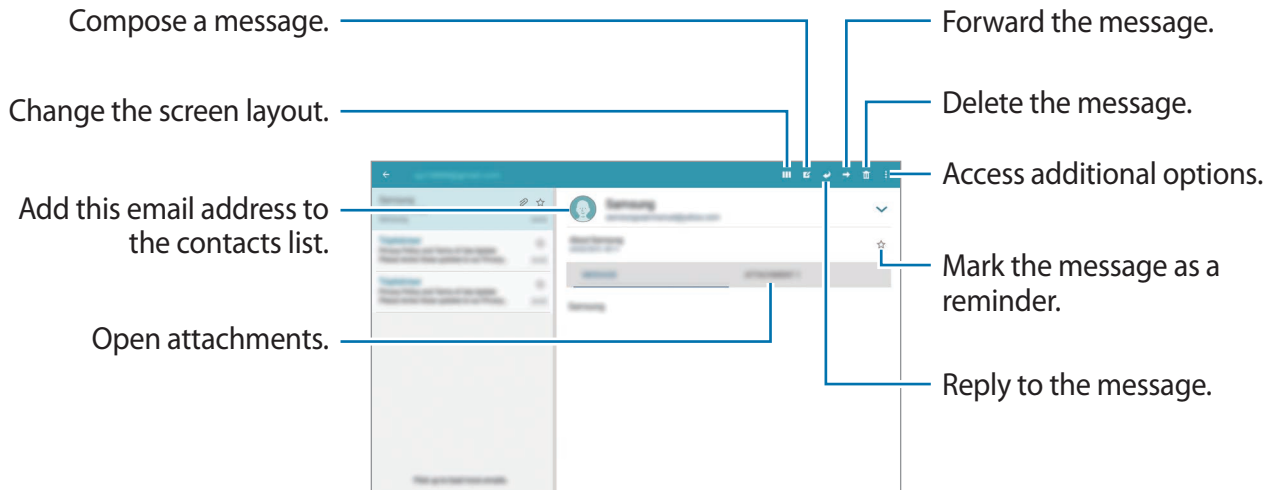 Compose a message.
Change the screen layout.
Add this email address to
the contacts list.
Open attachments.
Forward the message.
Delete the message.
Access additional options.
Mark the message as a
reminder.
Reply to the message.
Samsung
Samsung